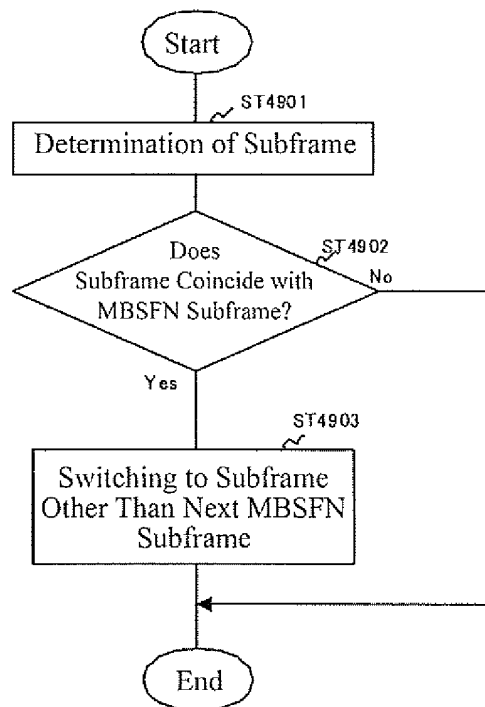 Start
ST4901
Determination of Subframe
ST4902
Does
Subframe Coincide with
MBSFN Subframe?
No
Yes
ST4903
Switching to Subframe
Other Than Next MBSFN
Subframe
End